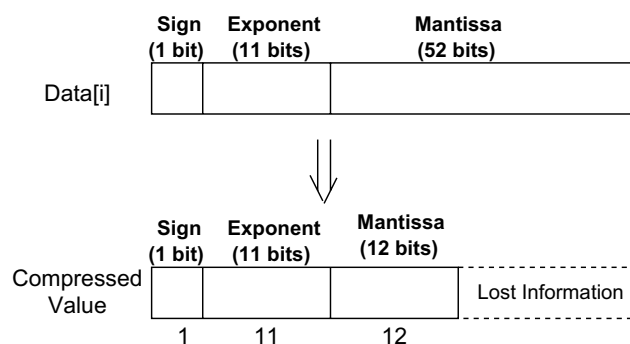 Sign Exponent Mantissa
(1 bit) (11 bits) (52 bits)
Data[i]
Sign Exponent Mantissa
(1 bit) (11 bits) (12 bits)
Compressed
Value
Lost Information
1 11 12